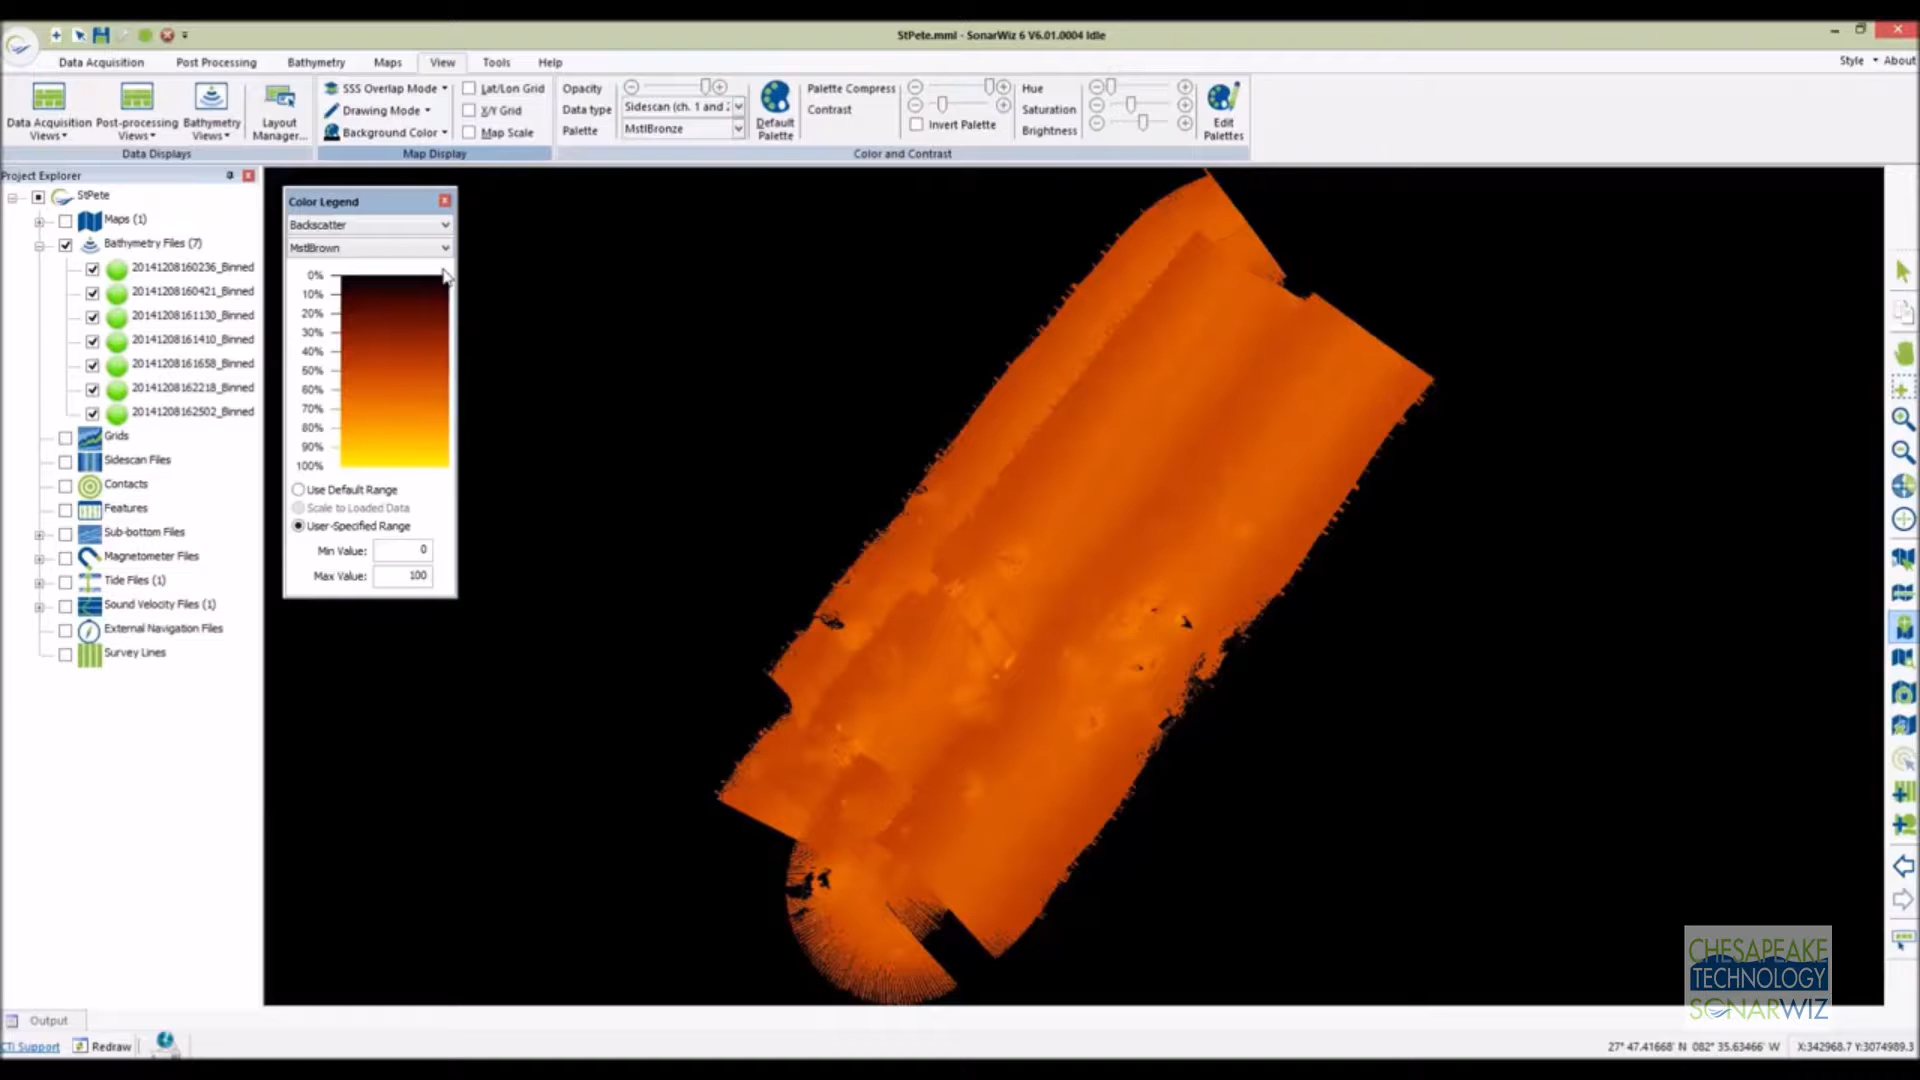 StPete.mml - SonarWiz 6 V6.01.0004 Idle
Data Acquisition Post Processing Bathymetry Maps View Tools Help
Style About
Data Acquisition Views
Post-processing Views
Bathymetry Views
Layout Manager...
Data Displays
SSS Overlap Mode
Drawing Mode
Background Color
Lat/Lon Grid
X/Y Grid
Map Scale
Map Display
Opacity
Data type Sidescan (ch. 1 and 2
Palette MstlBronze
Default Palette
Palette Compress
Contrast
Invert Palette
Hue
Saturation
Brightness
Edit Palettes
Color and Contrast
Project Explorer
StPete
Maps (1)
Bathymetry Files (7)
20141208160236_Binned
20141208160421_Binned
20141208161130_Binned
20141208161410_Binned
20141208161658_Binned
20141208162218_Binned
20141208162502_Binned
Grids
Sidescan Files
Contacts
Features
Sub-bottom Files
Magnetometer Files
Tide Files (1)
Sound Velocity Files (1)
External Navigation Files
Survey Lines
Color Legend
Backscatter
MstlBrown
0%
10%
20%
30%
40%
50%
60%
70%
80%
90%
100%
Use Default Range
Scale to Loaded Data
User-Specified Range
Min Value: 0
Max Value: 100
CHESAPEAKE
TECHNOLOGY
SONARWIZ
Output
CTI Support Redraw
27° 47.41668' N 082° 35.63466' W X:342968.7 Y:3074989.3